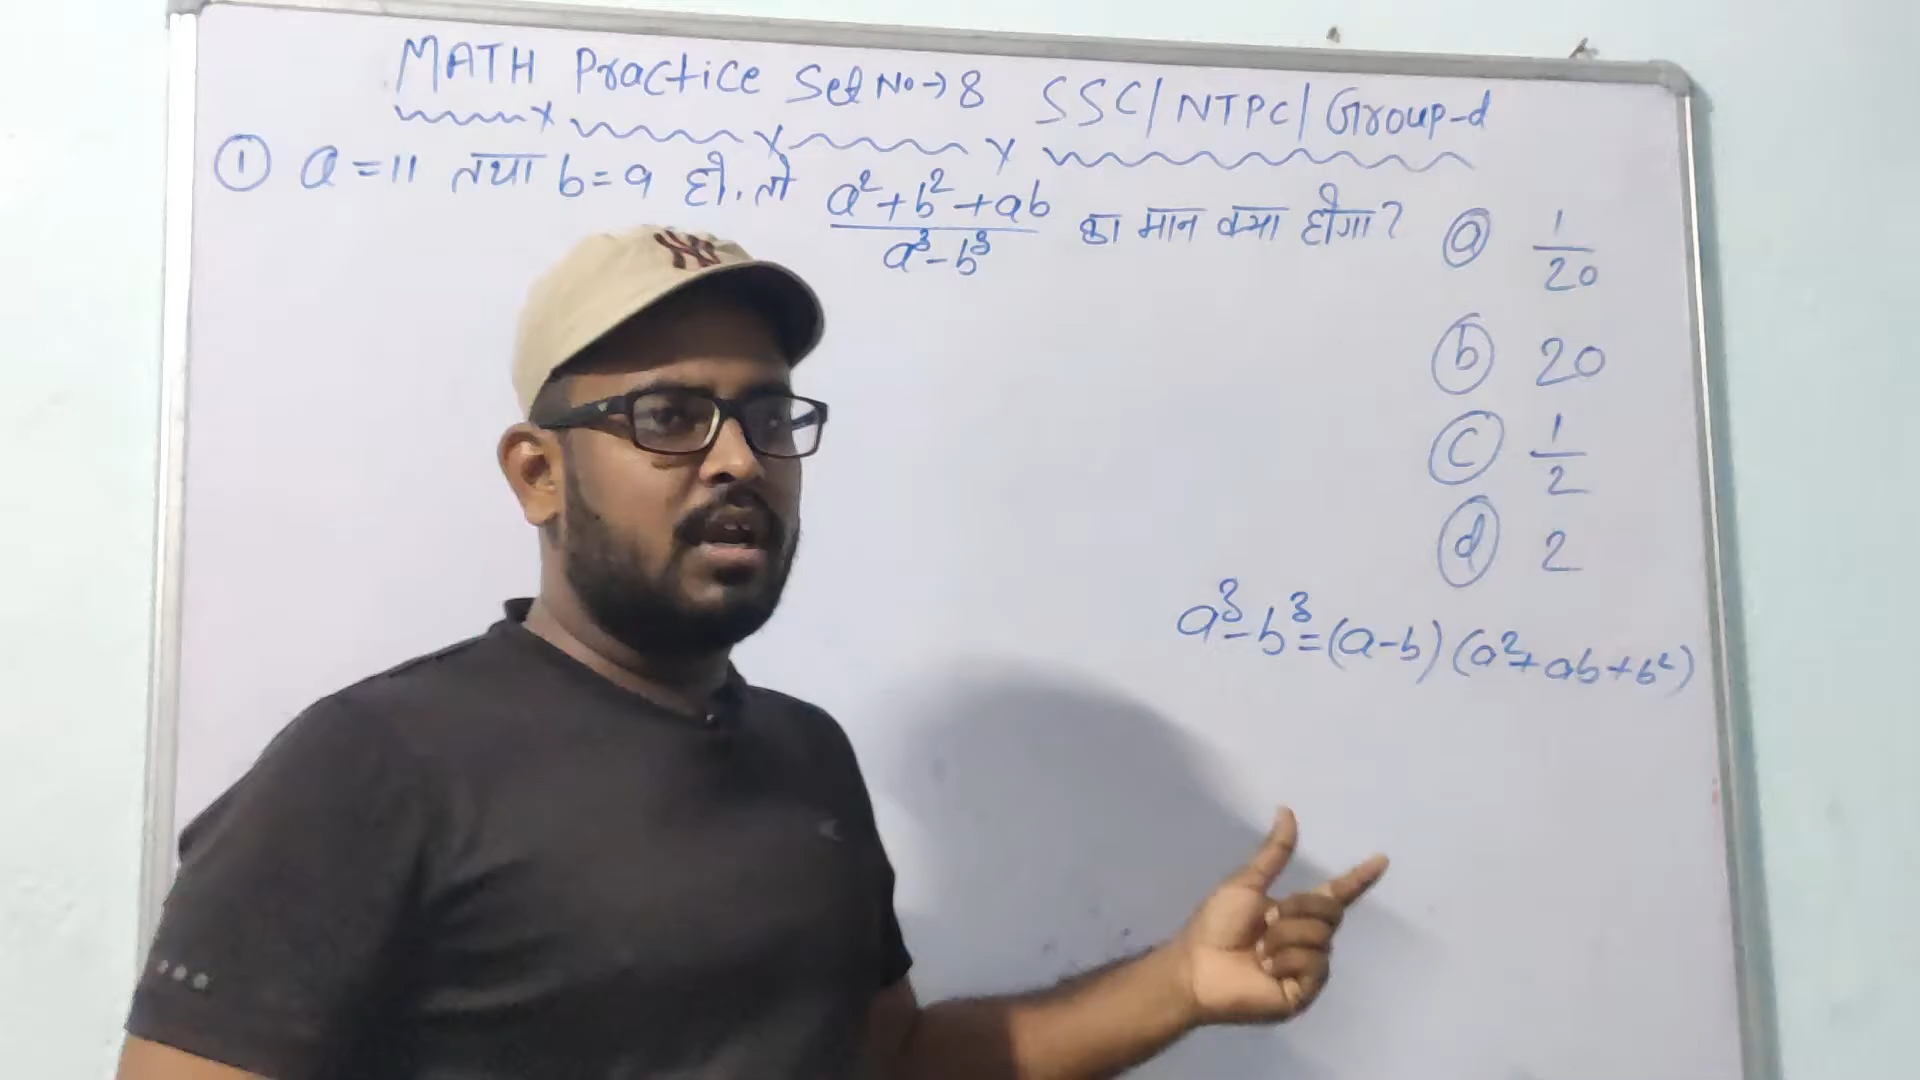 MATH Practice Set No→8 SSC/NTPC/Group-d
① a=11 तथा b=9 हो, तो (a²+b²+ab)/(a³-b³) का मान क्या होगा?
ⓐ 1/20
ⓑ 20
ⓒ 1/2
ⓓ 2
a³-b³=(a-b)(a²+ab+b²)
NY